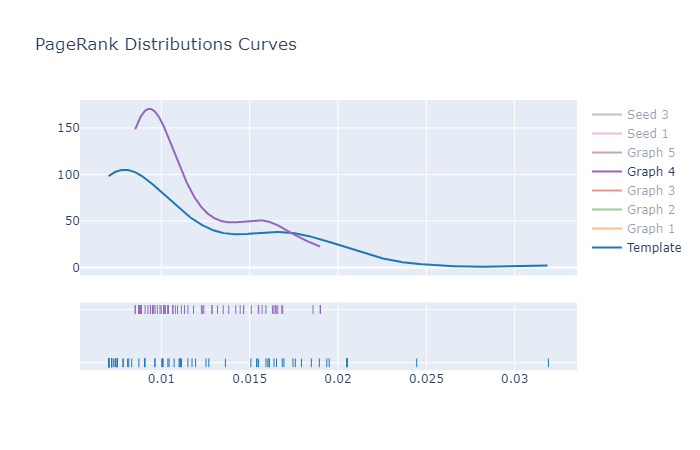 PageRank Distributions Curves
150
100
50
0
0.01
0.015
0.02
0.025
0.03
Seed 3
Seed 1
Graph 5
Graph 4
Graph 3
Graph 2
Graph 1
Template